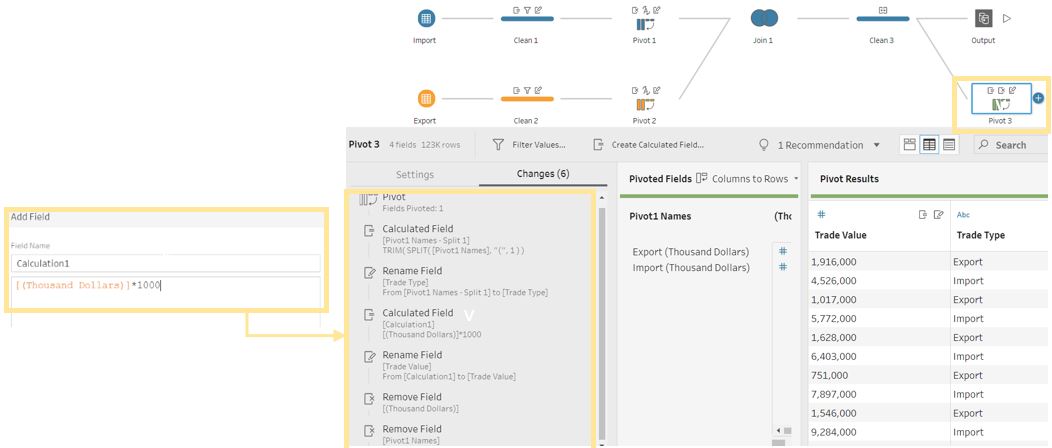 Import
Clean 1
Pivot 1
Join 1
Clean 3
Output
Export
Clean 2
Pivot 2
Pivot 3
Pivot 3 4 fields 123K rows Filter Values... Create Calculated Field... 1 Recommendation Search
Settings
Changes (6)
Pivot
Fields Pivoted: 1
Calculated Field
[Pivot1 Names - Split 1]
TRIM( SPLIT( [Pivot1 Names], "(", 1 ) )
Rename Field
[Trade Type]
From [Pivot1 Names - Split 1] to [Trade Type]
Calculated Field
[Calculation1]
[(Thousand Dollars)]*1000
Rename Field
[Trade Value]
From [Calculation1] to [Trade Value]
Remove Field
[(Thousand Dollars)]
Remove Field
[Pivot1 Names]
V
Add Field
Field Name
Calculation1
[(Thousand Dollars)]*1000
Pivoted Fields Columns to Rows
Pivot1 Names (Thc
Export (Thousand Dollars) #
Import (Thousand Dollars) #
Pivot Results
# Abc
Trade Value Trade Type
1,916,000 Export
4,526,000 Import
1,017,000 Export
5,772,000 Import
1,628,000 Export
6,403,000 Import
751,000 Export
7,897,000 Import
1,546,000 Export
9,284,000 Import